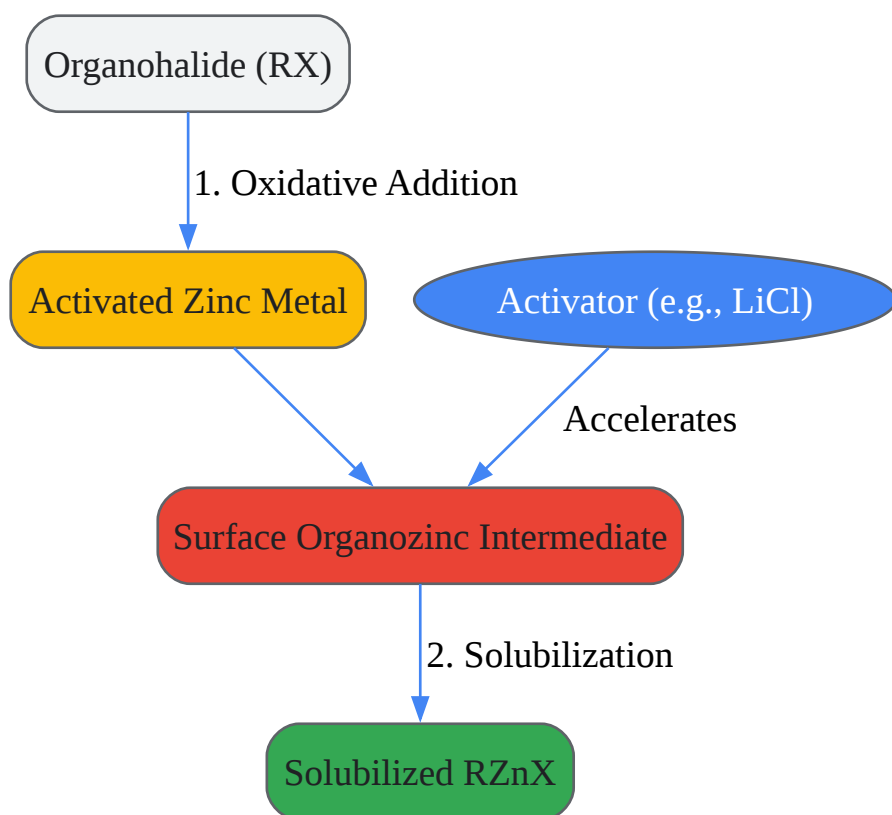 Organohalide (RX)
1. Oxidative Addition
Activated Zinc Metal
Activator (e.g., LiCl)
Accelerates
Surface Organozinc Intermediate
2. Solubilization
Solubilized RZnX